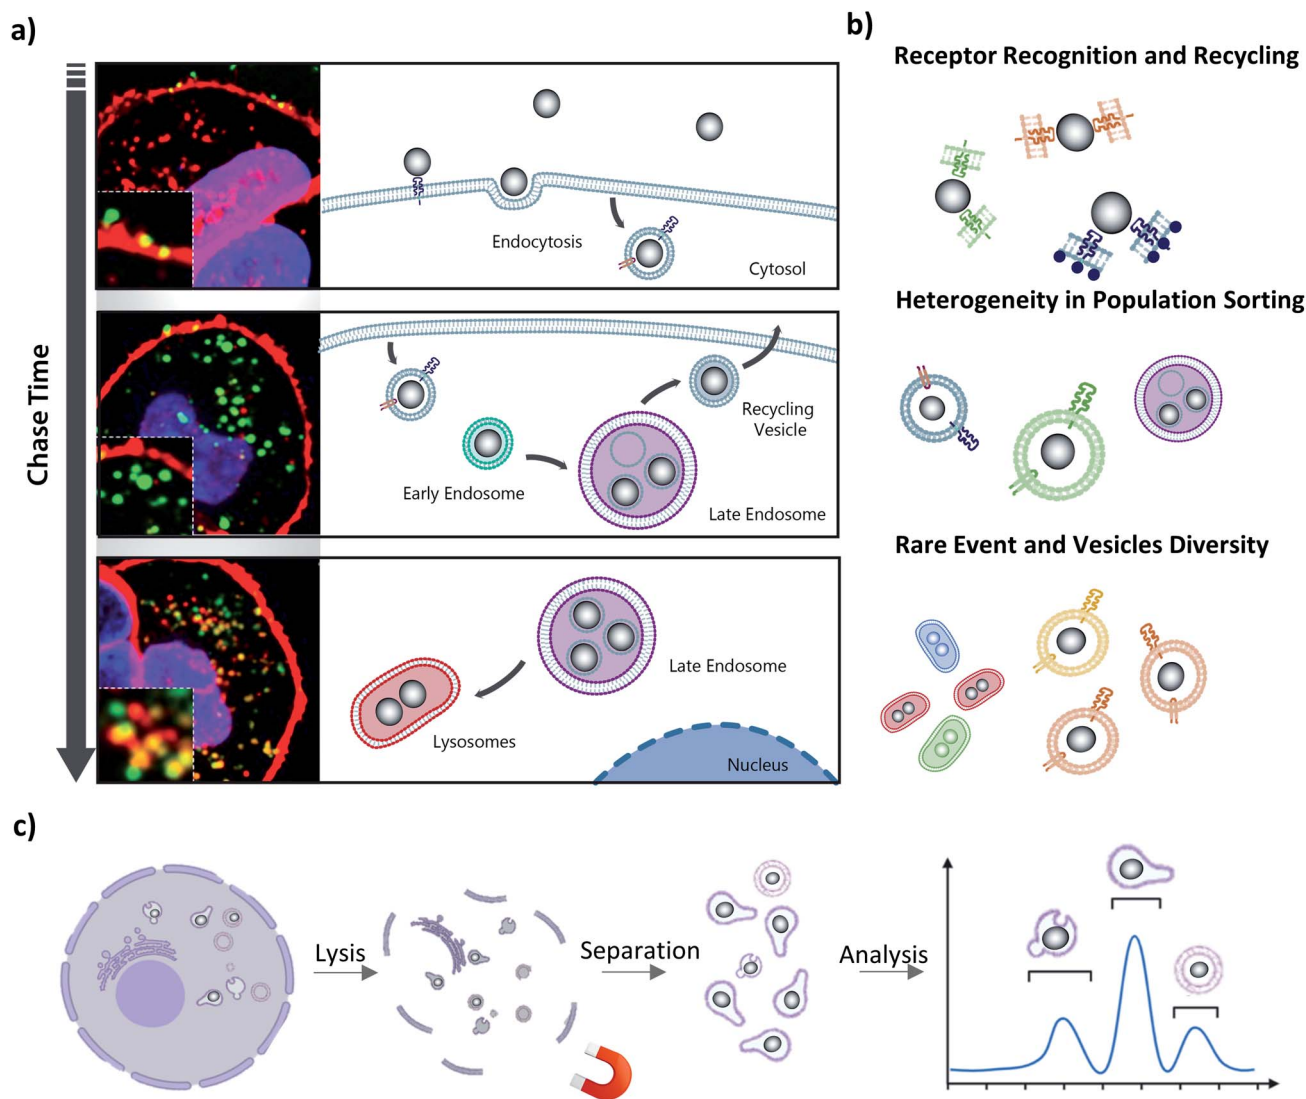 a)
Chase Time
Endocytosis
Cytosol
Early Endosome
Recycling
Vesicle
Late Endosome
Late Endosome
Lysosomes
Nucleus
b)
Receptor Recognition and Recycling
Heterogeneity in Population Sorting
Rare Event and Vesicles Diversity
c)
Lysis
Separation
Analysis